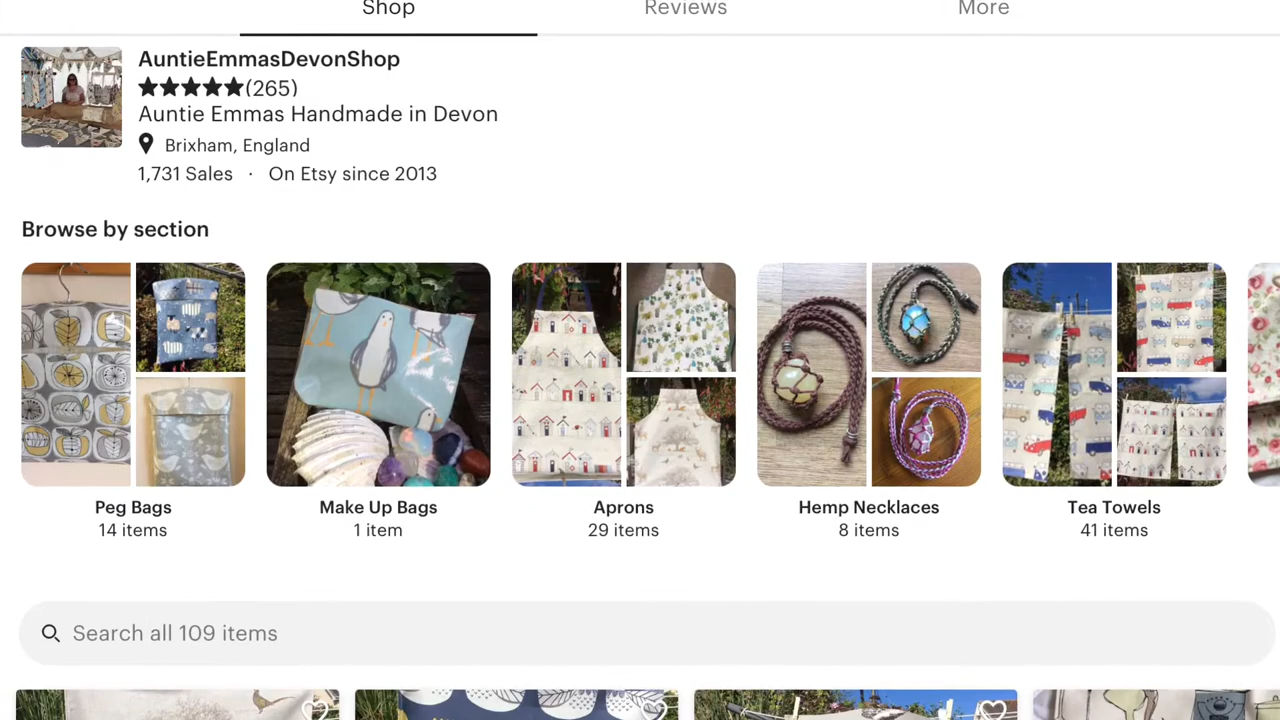 Shop
Reviews
More
AuntieEmmasDevonShop
(265)
Auntie Emmas Handmade in Devon
Brixham, England
1,731 Sales · On Etsy since 2013
Browse by section
Peg Bags
14 items
Make Up Bags
1 item
Aprons
29 items
Hemp Necklaces
8 items
Tea Towels
41 items
Search all 109 items